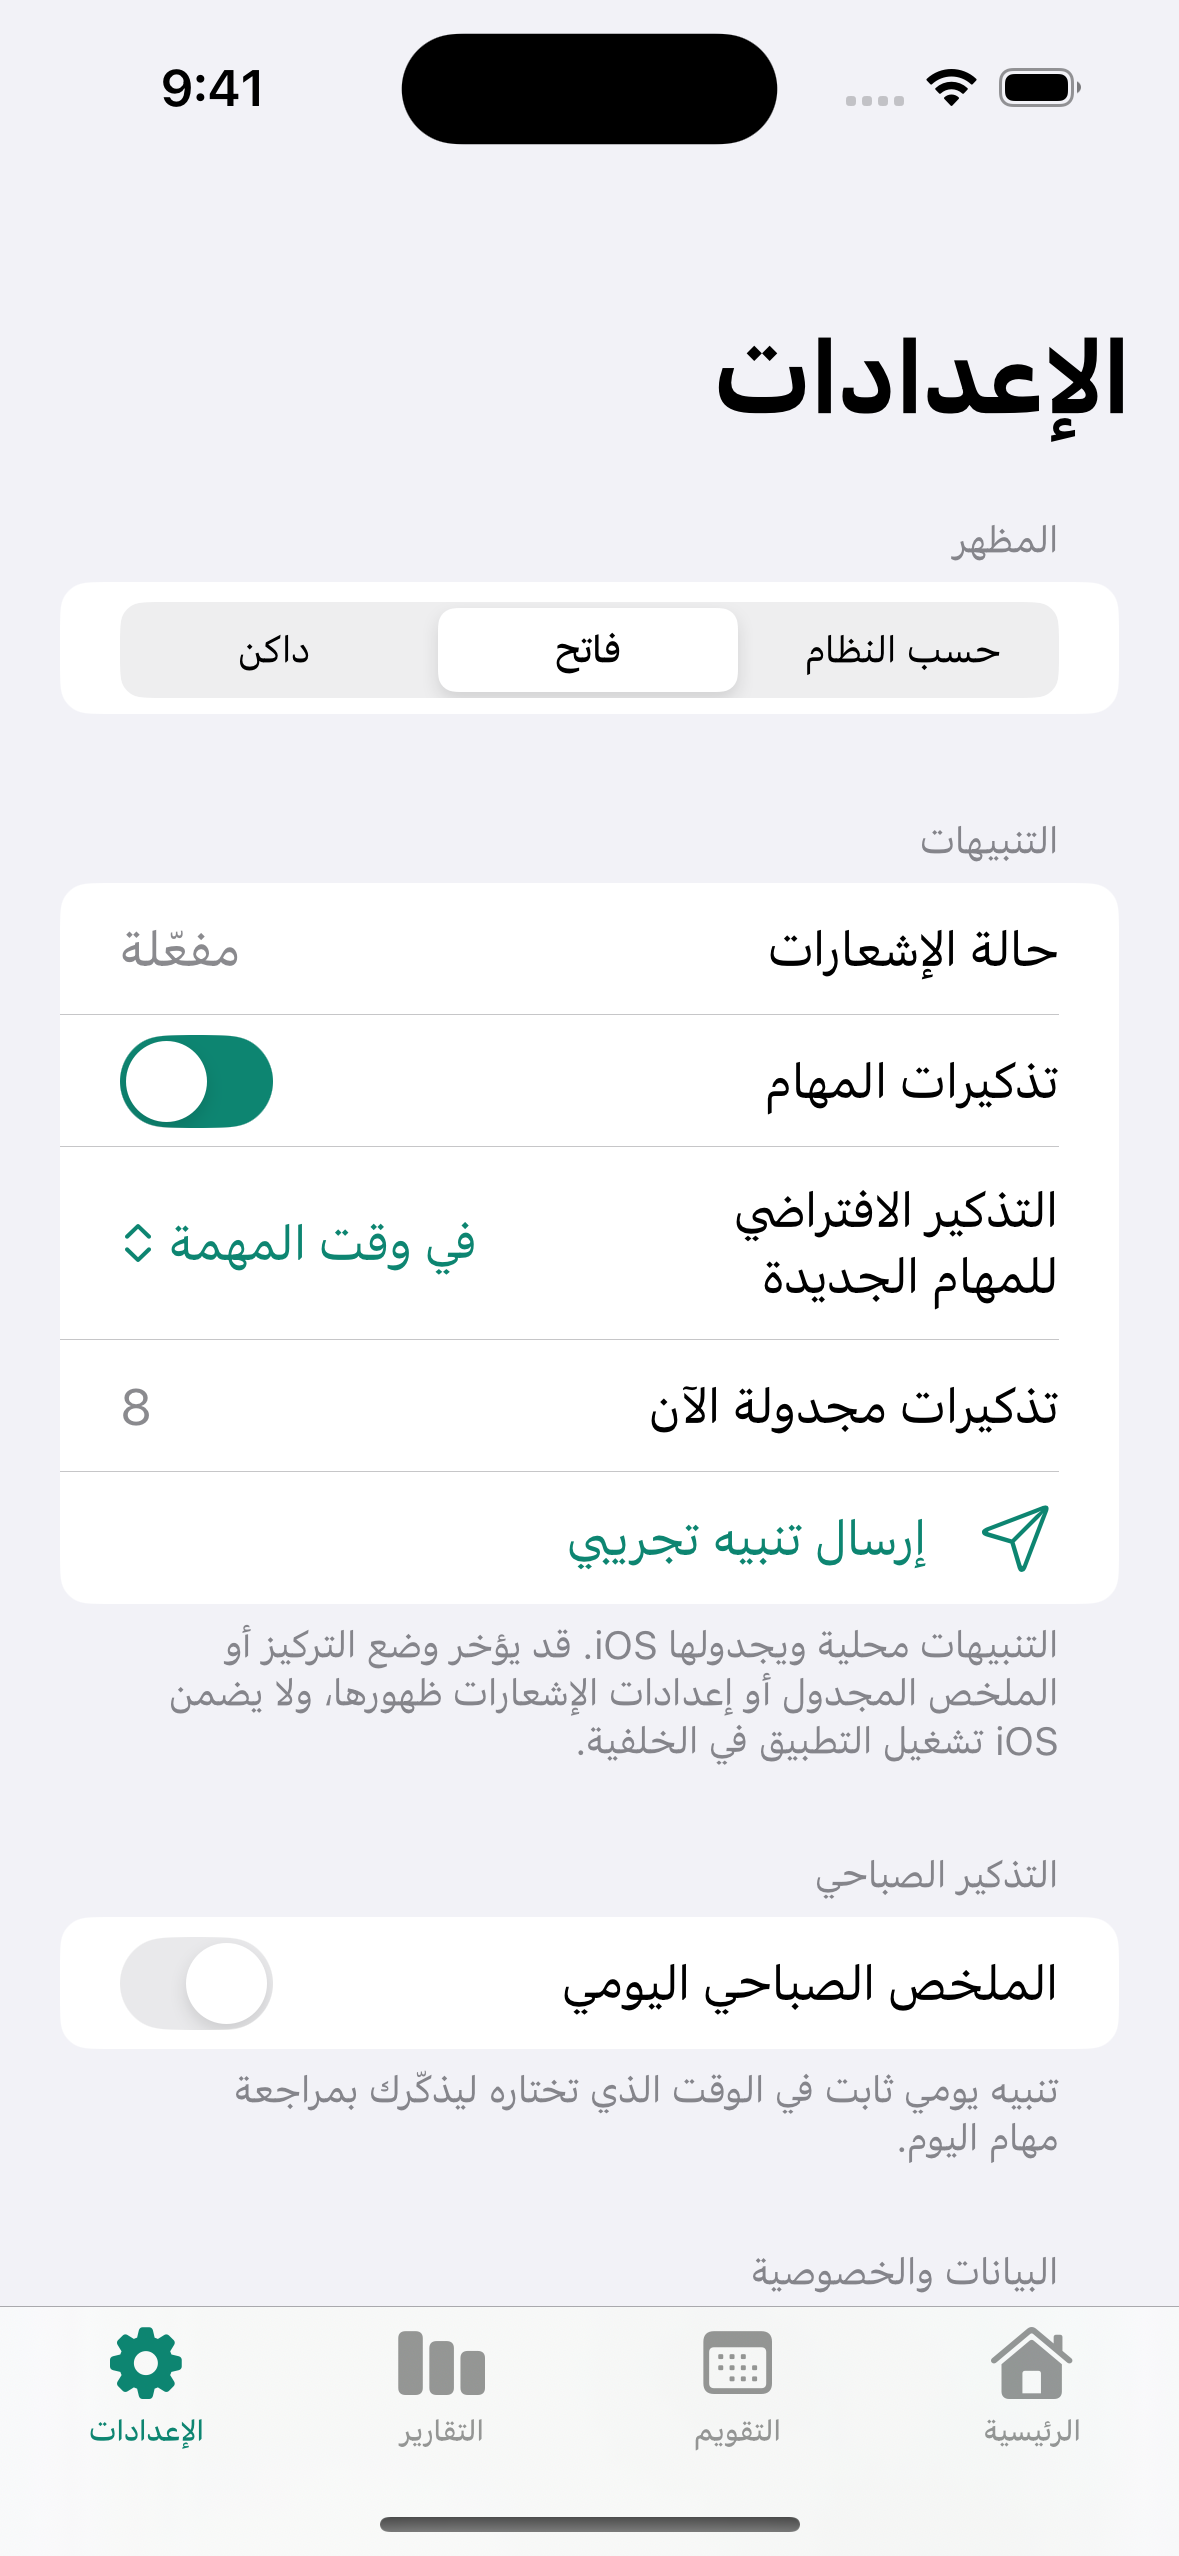 9:41
الإعدادات
المظهر
حسب النظام
فاتح
داكن
التنبيهات
حالة الإشعارات
مفعّلة
تذكيرات المهام
التذكير الافتراضي
للمهام الجديدة
في وقت المهمة
تذكيرات مجدولة الآن
8
إرسال تنبيه تجريبي
التنبيهات محلية ويجدولها iOS. قد يؤخر وضع التركيز أو
الملخص المجدول أو إعدادات الإشعارات ظهورها، ولا يضمن
iOS تشغيل التطبيق في الخلفية.
التذكير الصباحي
الملخص الصباحي اليومي
تنبيه يومي ثابت في الوقت الذي تختاره ليذكّرك بمراجعة
مهام اليوم.
البيانات والخصوصية
الرئيسية
التقويم
التقارير
الإعدادات